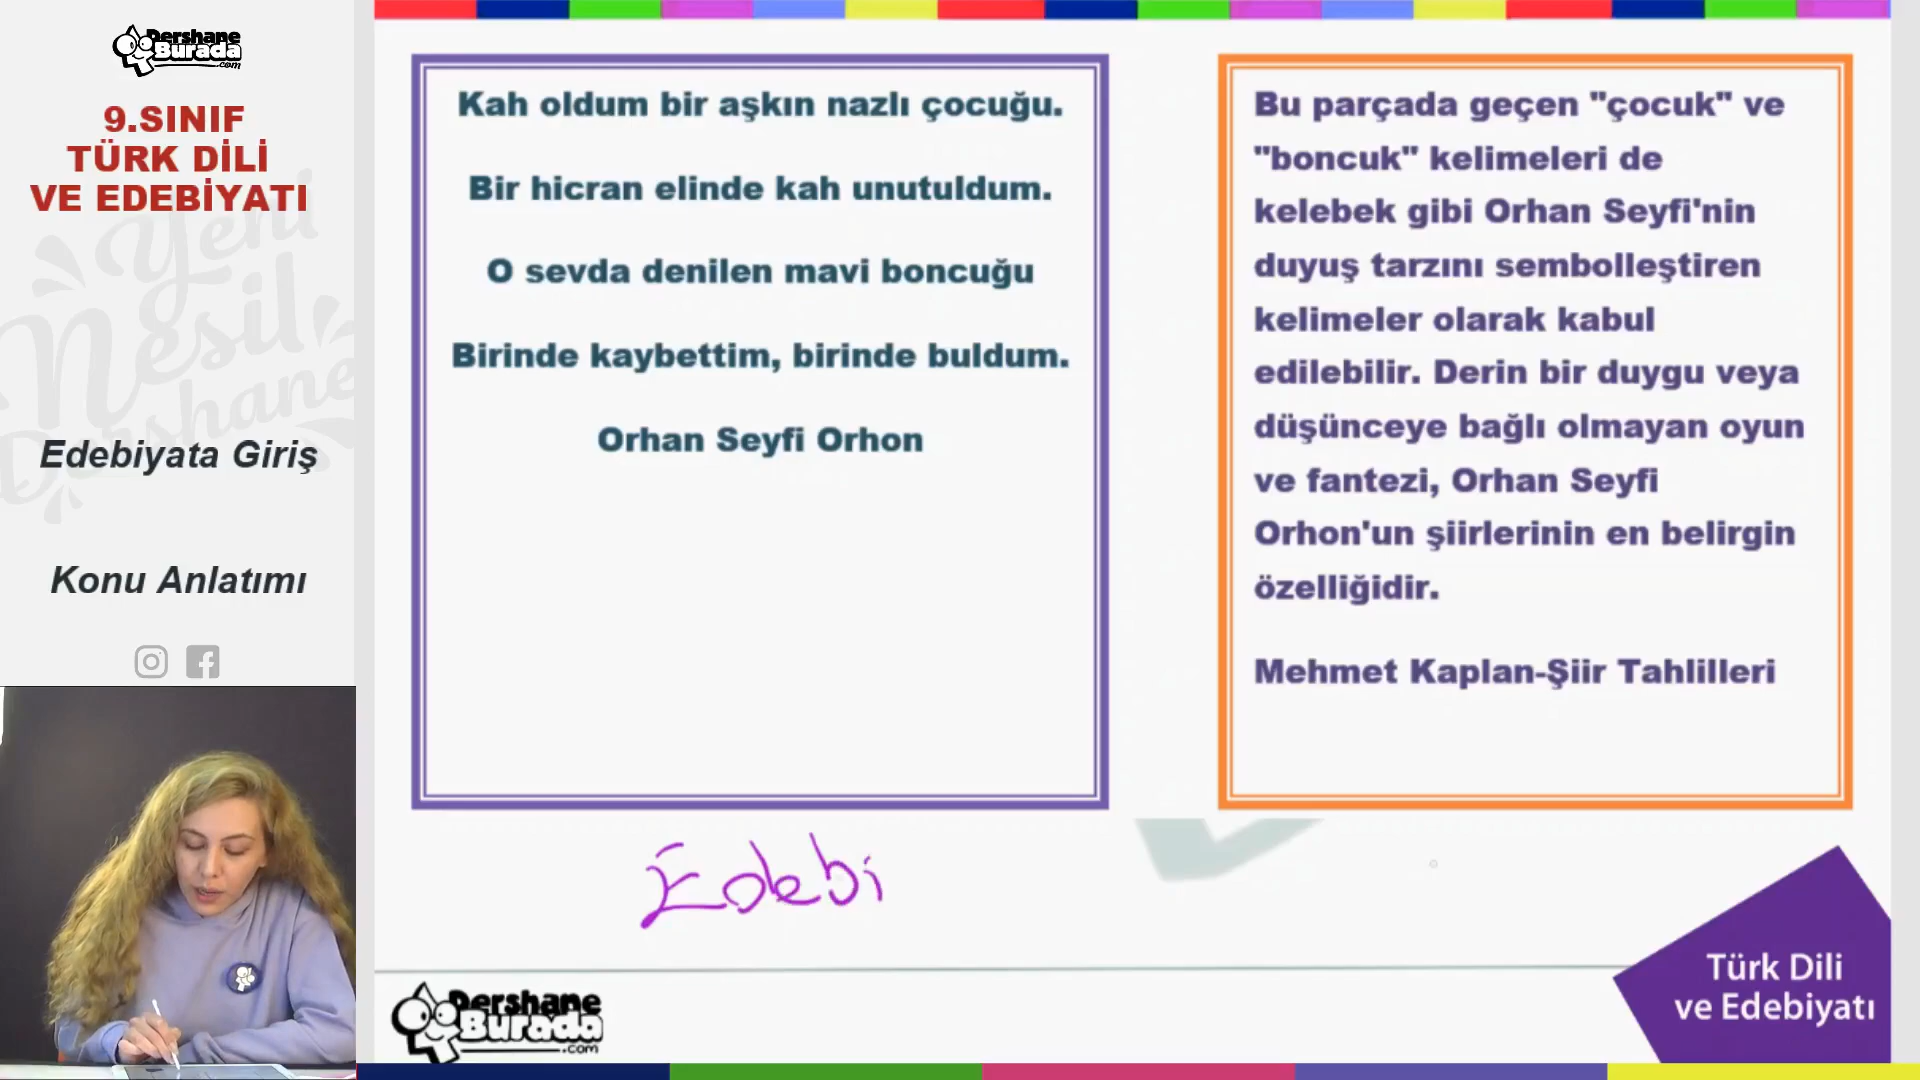 Dershane
Burada
.com
9.SINIF
TÜRK DİLİ
VE EDEBİYATI
Yeni
Nesil
Dershane
Edebiyata Giriş
Konu Anlatımı
Kah oldum bir aşkın nazlı çocuğu.
Bir hicran elinde kah unutuldum.
O sevda denilen mavi boncuğu
Birinde kaybettim, birinde buldum.
Orhan Seyfi Orhon
Bu parçada geçen "çocuk" ve
"boncuk" kelimeleri de
kelebek gibi Orhan Seyfi'nin
duyuş tarzını sembolleştiren
kelimeler olarak kabul
edilebilir. Derin bir duygu veya
düşünceye bağlı olmayan oyun
ve fantezi, Orhan Seyfi
Orhon'un şiirlerinin en belirgin
özelliğidir.
Mehmet Kaplan-Şiir Tahlilleri
Edebi
Dershane
Burada
.com
Türk Dili
ve Edebiyatı